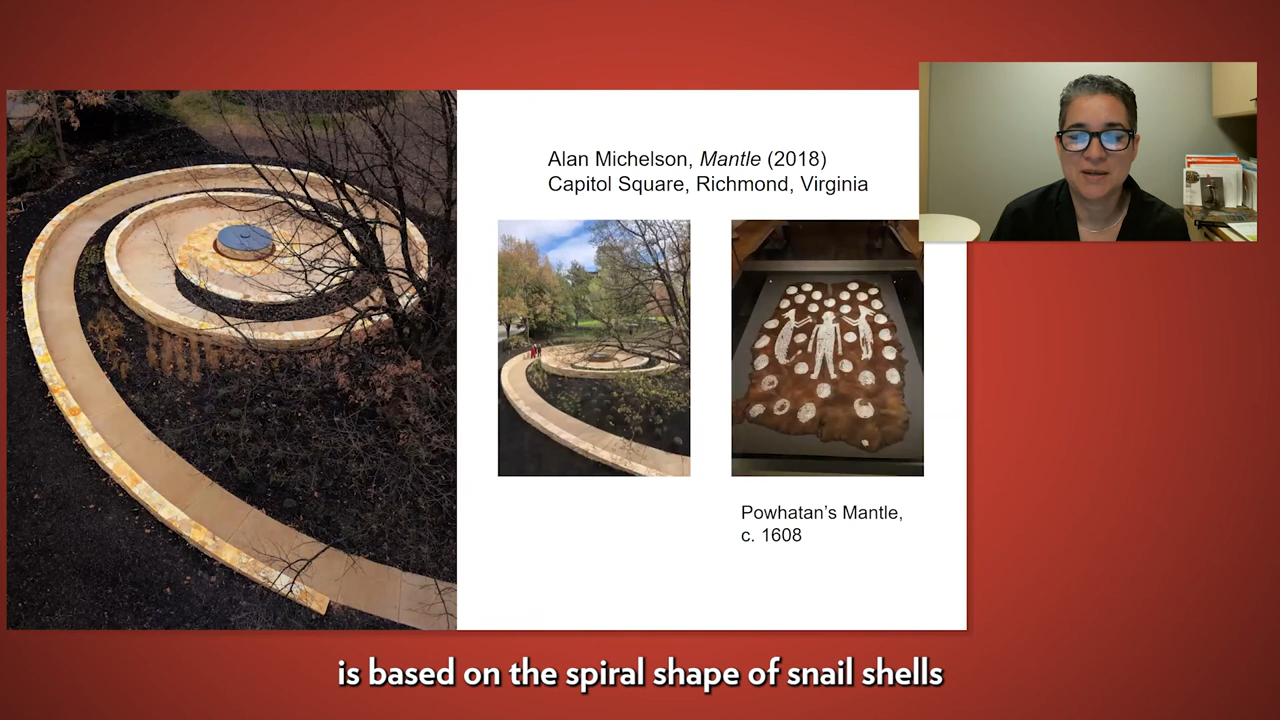 Alan Michelson, Mantle (2018)
Capitol Square, Richmond, Virginia
Powhatan’s Mantle,
c. 1608
is based on the spiral shape of snail shells